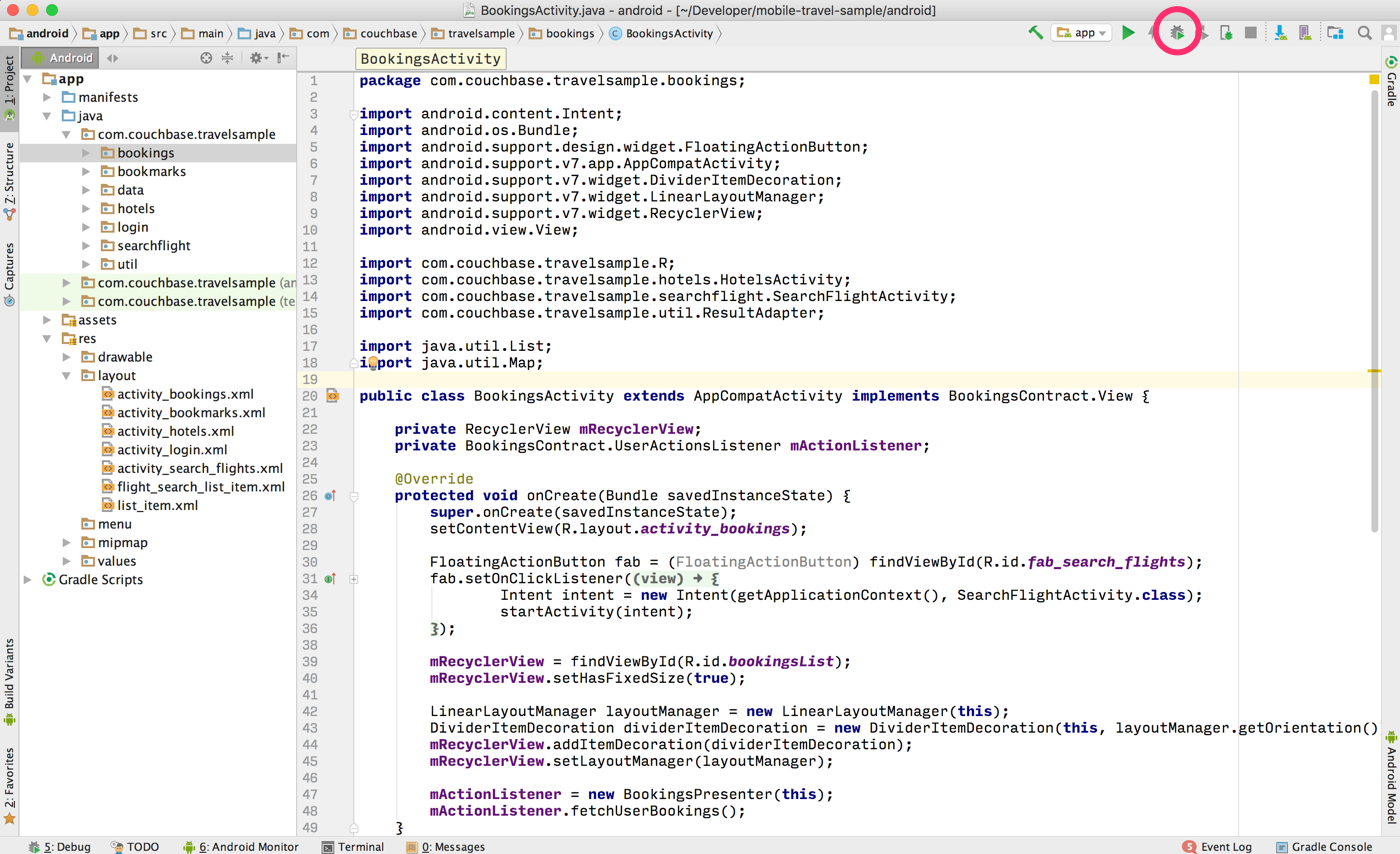 BookingsActivity.java - android - [~/Developer/mobile-travel-sample/android]
android app src main java com couchbase travelsample bookings BookingsActivity
app
Android
BookingsActivity
1: Project
Z: Structure
Captures
Build Variants
2: Favorites
app
manifests
java
com.couchbase.travelsample
bookings
bookmarks
data
hotels
login
searchflight
util
com.couchbase.travelsample (an
com.couchbase.travelsample (te
assets
res
drawable
layout
activity_bookings.xml
activity_bookmarks.xml
activity_hotels.xml
activity_login.xml
activity_search_flights.xml
flight_search_list_item.xml
list_item.xml
menu
mipmap
values
Gradle Scripts
1 package com.couchbase.travelsample.bookings;
2
3 import android.content.Intent;
4 import android.os.Bundle;
5 import android.support.design.widget.FloatingActionButton;
6 import android.support.v7.app.AppCompatActivity;
7 import android.support.v7.widget.DividerItemDecoration;
8 import android.support.v7.widget.LinearLayoutManager;
9 import android.support.v7.widget.RecyclerView;
10 import android.view.View;
11
12 import com.couchbase.travelsample.R;
13 import com.couchbase.travelsample.hotels.HotelsActivity;
14 import com.couchbase.travelsample.searchflight.SearchFlightActivity;
15 import com.couchbase.travelsample.util.ResultAdapter;
16
17 import java.util.List;
18 import java.util.Map;
19
20 public class BookingsActivity extends AppCompatActivity implements BookingsContract.View {
21
22 private RecyclerView mRecyclerView;
23 private BookingsContract.UserActionsListener mActionListener;
24
25 @Override
26 protected void onCreate(Bundle savedInstanceState) {
27 super.onCreate(savedInstanceState);
28 setContentView(R.layout.activity_bookings);
29
30 FloatingActionButton fab = (FloatingActionButton) findViewById(R.id.fab_search_flights);
31 fab.setOnClickListener((view) → {
34 Intent intent = new Intent(getApplicationContext(), SearchFlightActivity.class);
35 startActivity(intent);
36 });
38
39 mRecyclerView = findViewById(R.id.bookingsList);
40 mRecyclerView.setHasFixedSize(true);
41
42 LinearLayoutManager layoutManager = new LinearLayoutManager(this);
43 DividerItemDecoration dividerItemDecoration = new DividerItemDecoration(this, layoutManager.getOrientation()
44 mRecyclerView.addItemDecoration(dividerItemDecoration);
45 mRecyclerView.setLayoutManager(layoutManager);
46
47 mActionListener = new BookingsPresenter(this);
48 mActionListener.fetchUserBookings();
49 }
Gradle
Android Model
5: Debug TODO 6: Android Monitor Terminal 0: Messages 5 Event Log Gradle Console